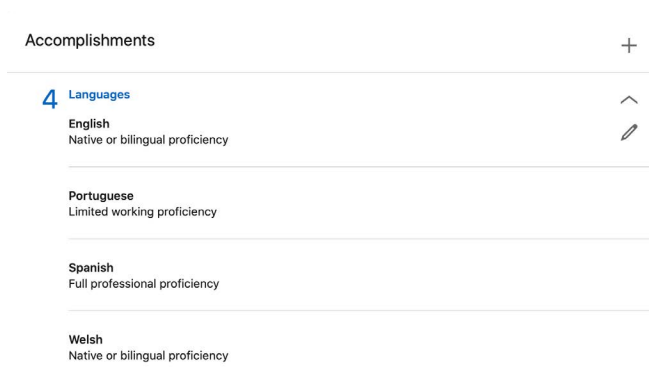 Accomplishments
4 Languages
English
Native or bilingual proficiency
Portuguese
Limited working proficiency
Spanish
Full professional proficiency
Welsh
Native or bilingual proficiency